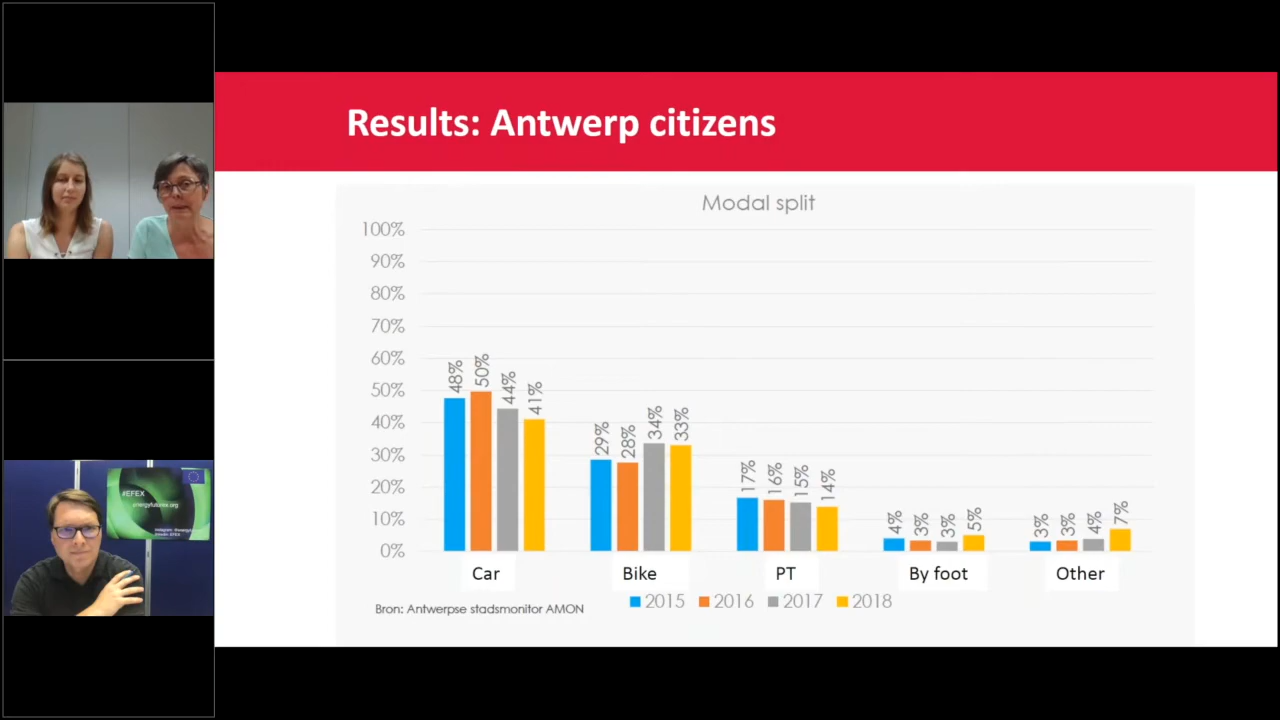 Results: Antwerp citizens
Modal split
100%
90%
80%
70%
60%
50%
40%
30%
20%
10%
0%
48% 50% 44% 41%
29% 28% 34% 33%
17% 16% 15% 14%
4% 3% 3% 5%
3% 3% 4% 7%
Car Bike PT By foot Other
2015 2016 2017 2018
Bron: Antwerpse stadsmonitor AMON
#EFEX